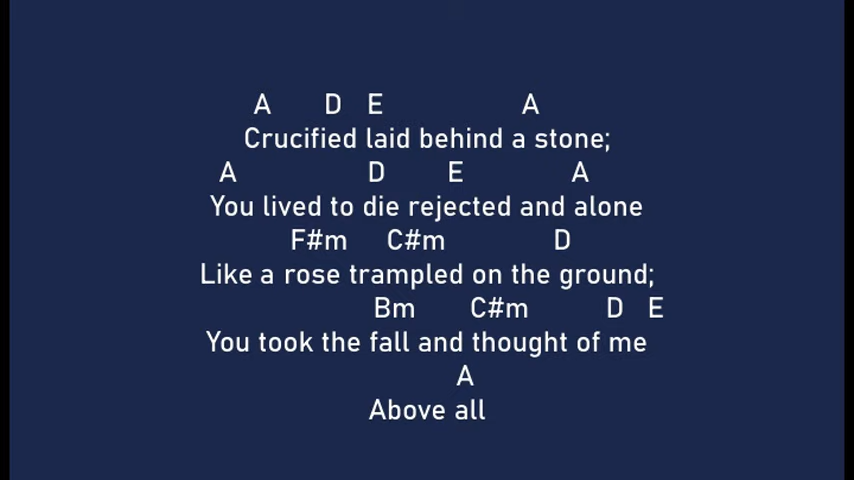 A D E A
Crucified laid behind a stone;
A D E A
You lived to die rejected and alone
F#m C#m D
Like a rose trampled on the ground;
Bm C#m D E
You took the fall and thought of me
A
Above all